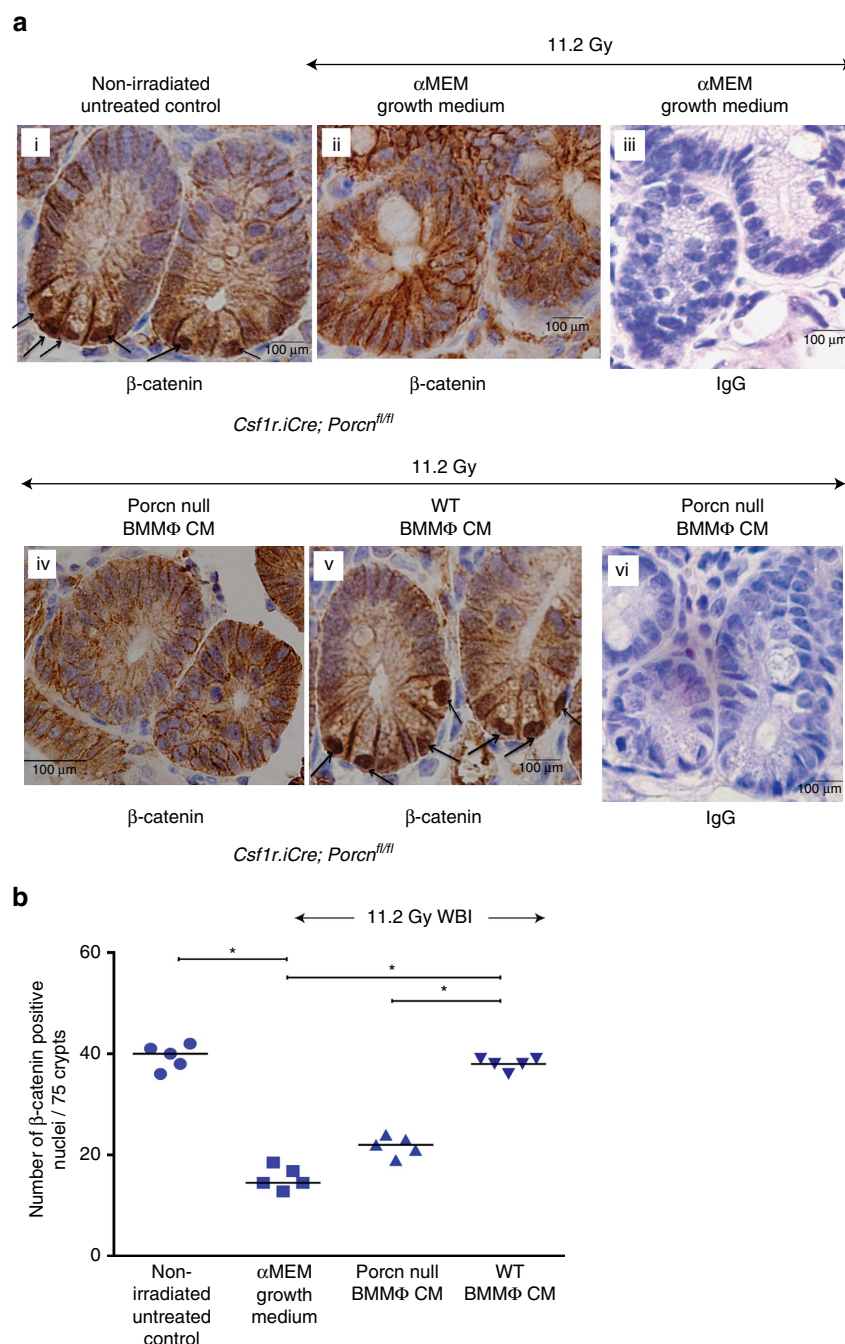 a
11.2 Gy
Non-irradiated
untreated control
αMEM
growth medium
αMEM
growth medium
i
ii
iii
100 μm
100 μm
100 μm
β-catenin
β-catenin
IgG
Csf1r.iCre; Porcn^fl/fl
11.2 Gy
Porcn null
BMMΦ CM
WT
BMMΦ CM
Porcn null
BMMΦ CM
iv
v
vi
100 μm
100 μm
100 μm
β-catenin
β-catenin
IgG
Csf1r.iCre; Porcn^fl/fl
b
11.2 Gy WBI
Number of β-catenin positive
nuclei / 75 crypts
60
40
20
0
*
*
*
Non-
irradiated
untreated
control
αMEM
growth
medium
Porcn null
BMMΦ CM
WT
BMMΦ CM